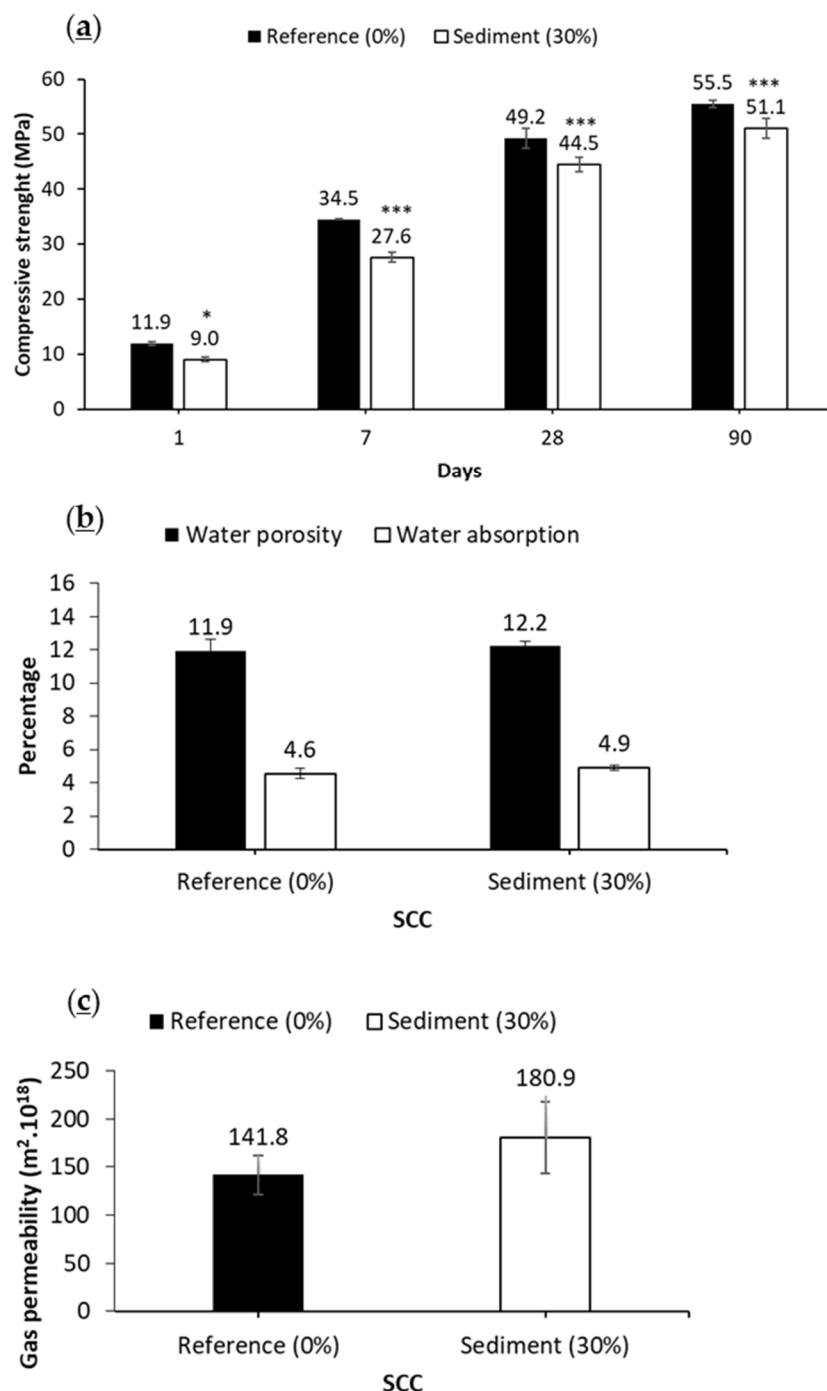 (a)
Reference (0%) Sediment (30%)
Compressive strenght (MPa)
60
50
40
30
20
10
0
11.9
*
9.0
34.5
***
27.6
49.2
***
44.5
55.5
***
51.1
1 7 28 90
Days
(b)
Water porosity Water absorption
Percentage
16
14
12
10
8
6
4
2
0
11.9
4.6
12.2
4.9
Reference (0%) Sediment (30%)
SCC
(c)
Reference (0%) Sediment (30%)
Gas permeability (m².10¹⁸)
250
200
150
100
50
0
141.8
180.9
Reference (0%) Sediment (30%)
SCC